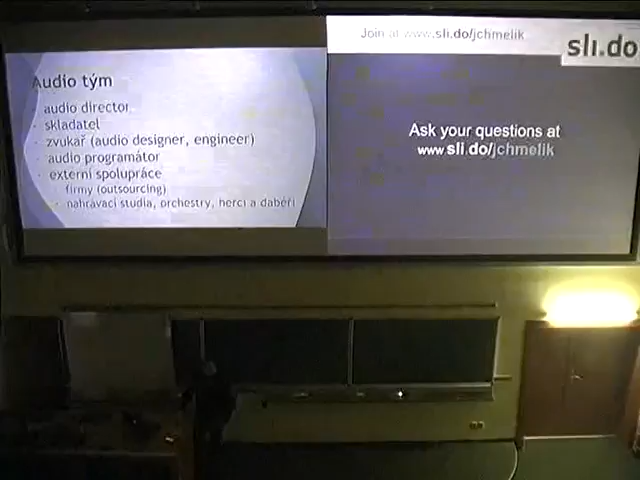 Audio tým
audio director
- skladatel
- zvukař (audio designer, engineer)
- audio programátor
- externí spolupráce
firmy (outsourcing)
- nahrávací studia, orchestry, herci a dabéři
Join at www.sli.do/jchmelik
sli.do
Ask your questions at
www.sli.do/jchmelik